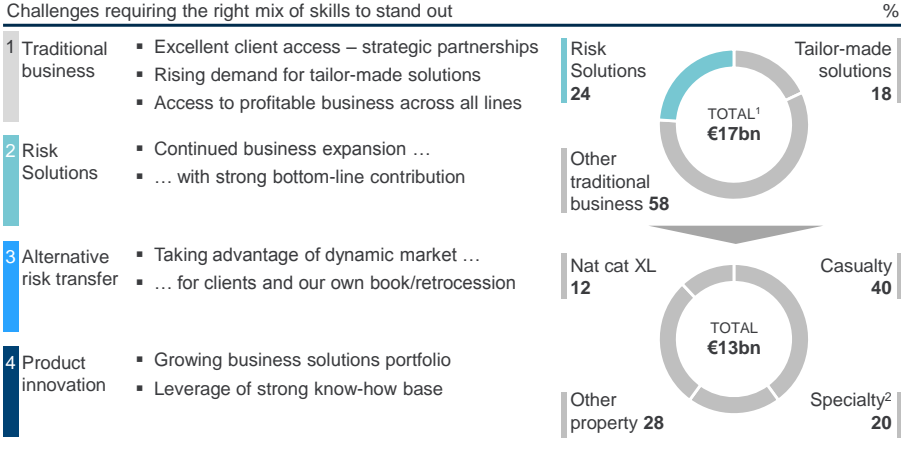 Challenges requiring the right mix of skills to stand out
%
1 Traditional
business
▪ Excellent client access – strategic partnerships
▪ Rising demand for tailor-made solutions
▪ Access to profitable business across all lines
2 Risk
Solutions
▪ Continued business expansion …
▪ … with strong bottom-line contribution
3 Alternative
risk transfer
▪ Taking advantage of dynamic market …
▪ … for clients and our own book/retrocession
4 Product
innovation
▪ Growing business solutions portfolio
▪ Leverage of strong know-how base
Risk
Solutions
24
Tailor-made
solutions
18
TOTAL¹
€17bn
Other
traditional
business 58
Nat cat XL
12
Casualty
40
TOTAL
€13bn
Other
property 28
Specialty²
20